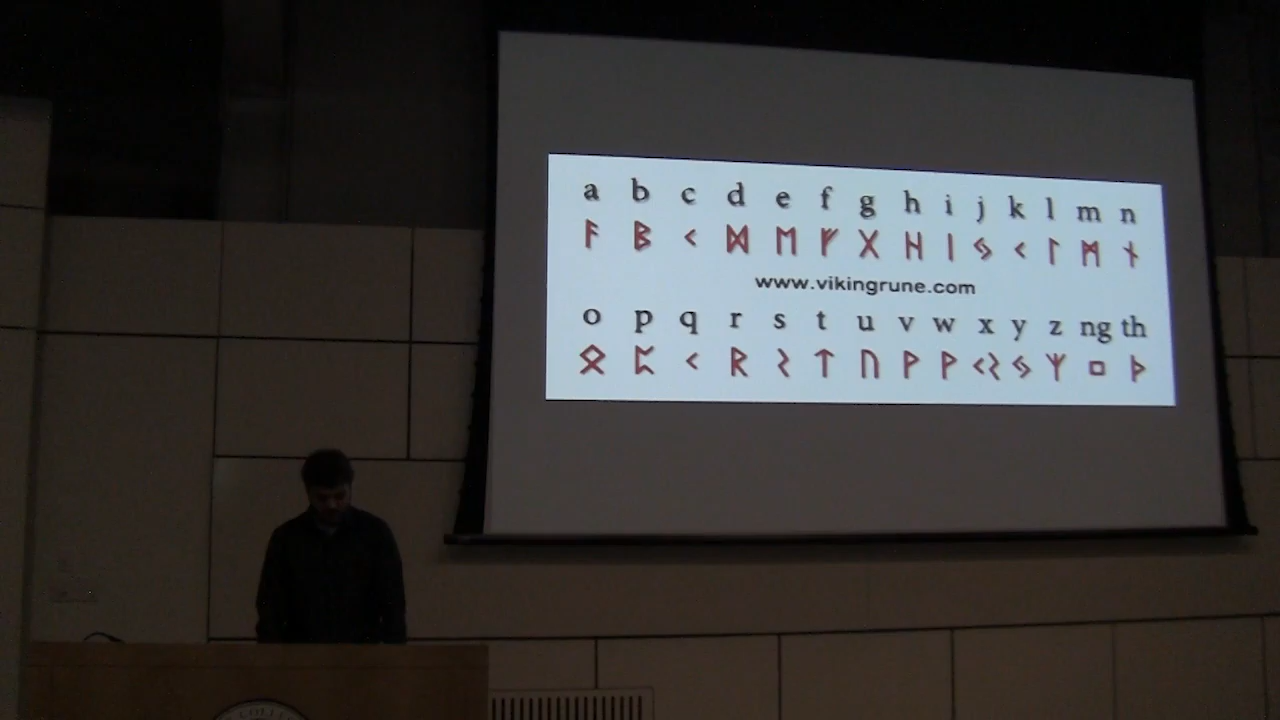 a b c d e f g h i j k l m n
ᚨ ᛒ ᚲ ᛞ ᛖ ᚠ ᚷ ᚺ ᛁ ᛃ ᚲ ᛚ ᛗ ᚾ
www.vikingrune.com
o p q r s t u v w x y z ng th
ᛟ ᛈ ᚲ ᚱ ᛊ ᛏ ᚢ ᚹ ᚹ ᚲᛊ ᛃ ᛉ ᛜ ᚦ